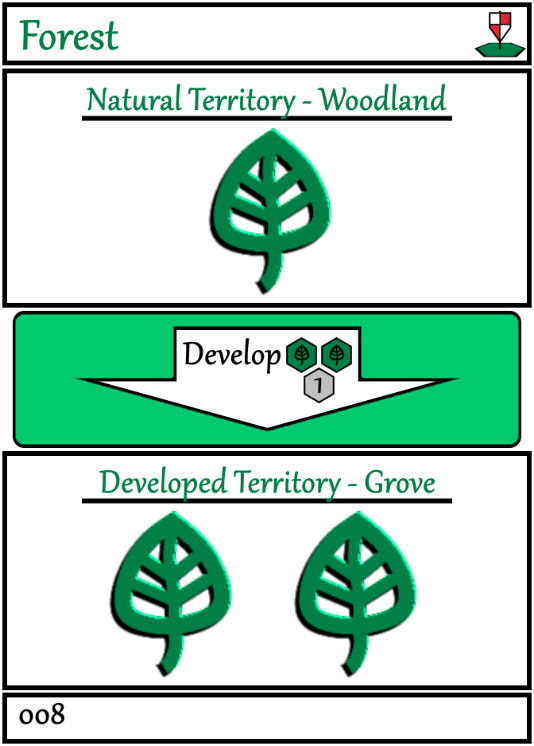 Forest
Natural Territory - Woodland
Develop
1
Developed Territory - Grove
008